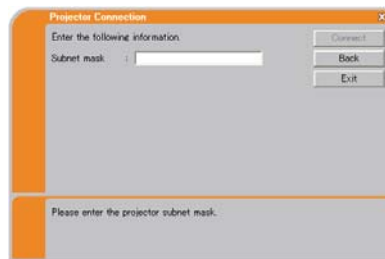 Projector Connection X
Enter the following information.
Connect
Subnet mask :
Back
Exit
Please enter the projector subnet mask.